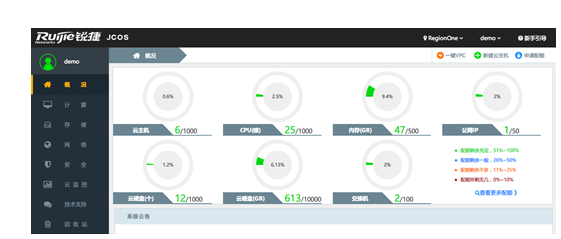 Ruijie锐捷 JCOS
Networks
RegionOne
demo
新手引导
demo
概况
一键VPC
新建云主机
申请配额
概 况
计 算
存 储
网 络
安 全
云 监 控
技术支持
回 收 站
0.6%
云主机 6/1000
2.5%
CPU(核) 25/1000
9.4%
内存(GB) 47/500
2%
公网IP 1/50
1.2%
云硬盘(个) 12/1000
6.13%
云硬盘(GB) 613/10000
2%
交换机 2/100
配额剩余充足，51%~100%
配额剩余一般，26%~50%
配额剩余不多，11%~25%
配额所剩无几，0%~10%
查看更多配额 》
系统公告